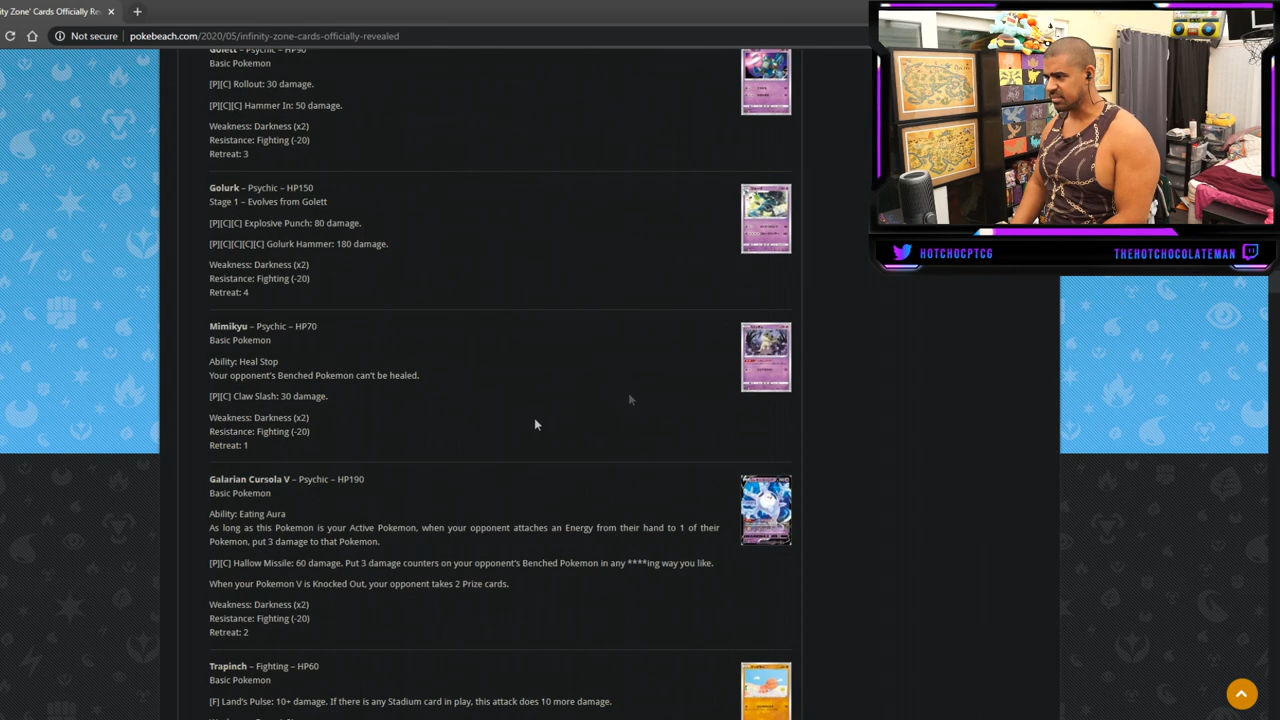 ity Zone' Cards Officially Re
Not secure pokebeach.com/2020/05/infinity-zone-cards-officially-revealed
Golett – Psychic – HP90
Basic Pokemon
[P][C] Rollout: 30 damage.
[P][C][C] Hammer In: 50 damage.
Weakness: Darkness (x2)
Resistance: Fighting (-20)
Retreat: 3
Golurk – Psychic – HP150
Stage 1 – Evolves from Golett
[P][C][C] Explosive Punch: 80 damage.
damage.
(x2)
Resistance: Fighting (-20)
Retreat: 4
Mimikyu – Psychic – HP70
Basic Pokemon
Ability: Heal Stop
Your opponent's Benched Pokemon can't be healed.
[P][C] Claw Slash: 30 damage.
Weakness: Darkness (x2)
Resistance: Fighting (-20)
Retreat: 1
Galarian Cursola V – Psychic – HP190
Basic Pokemon
Ability: Eating Aura
As long as this Pokemon is your Active Pokemon, when your opponent attaches an Energy from their hand to 1 of their
Pokemon, put 3 damage to that Pokemon.
[P][C] Hallow Missile: 60 damage. Put 3 damage counters on your opponent's Benched Pokemon in any ****ing way you like.
When your Pokemon V is Knocked Out, your opponent takes 2 Prize cards.
Weakness: Darkness (x2)
Resistance: Fighting (-20)
Retreat: 2
Trapinch – Fighting – HP60
[F] Land's Pulse: 10+ damage. If there is any Stadium card in play, this attack does 10 more damage.
HOTCHOCPTCG
THEHOTCHOCOLATEMAN